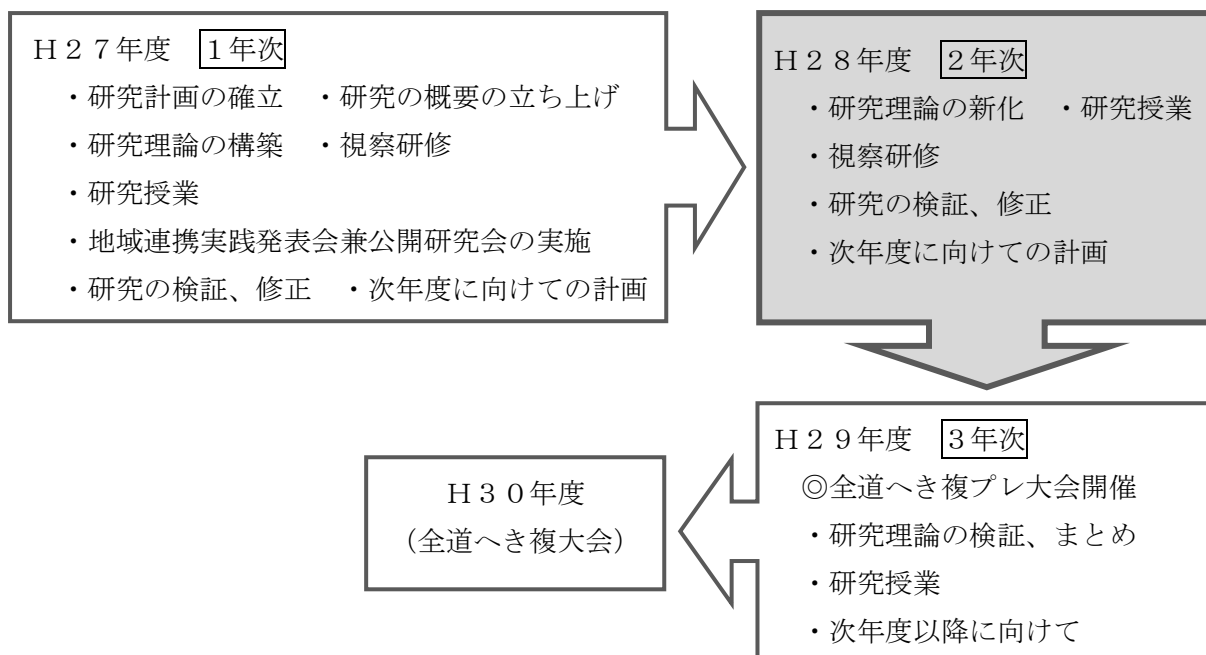 Ｈ２７年度　１年次
・研究計画の確立　・研究の概要の立ち上げ
・研究理論の構築　・視察研修
・研究授業
・地域連携実践発表会兼公開研究会の実施
・研究の検証、修正　・次年度に向けての計画
Ｈ２８年度　２年次
・研究理論の新化　・研究授業
・視察研修
・研究の検証、修正
・次年度に向けての計画
Ｈ２９年度　３年次
◎全道へき複プレ大会開催
・研究理論の検証、まとめ
・研究授業
・次年度以降に向けて
Ｈ３０年度
（全道へき複大会）